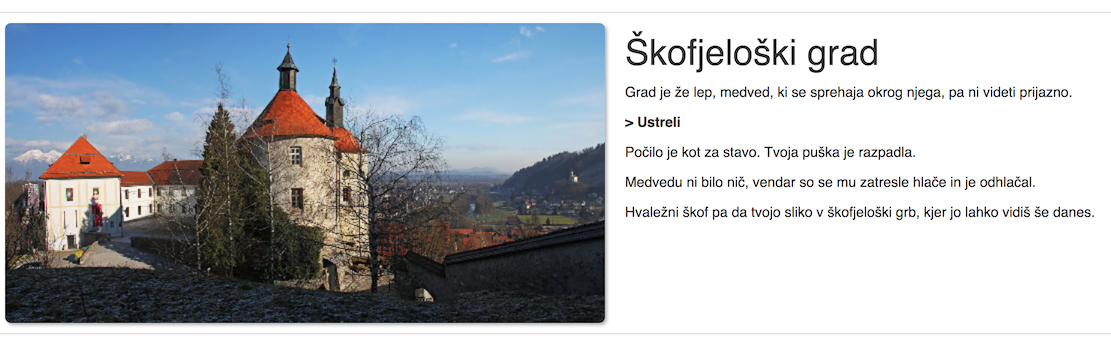 Škofjeloški grad
Grad je že lep, medved, ki se sprehaja okrog njega, pa ni videti prijazno.
> Ustreli
Počilo je kot za stavo. Tvoja puška je razpadla.
Medvedu ni bilo nič, vendar so se mu zatresle hlače in je odhlačal.
Hvaležni škof pa da tvojo sliko v škofjeloški grb, kjer jo lahko vidiš še danes.